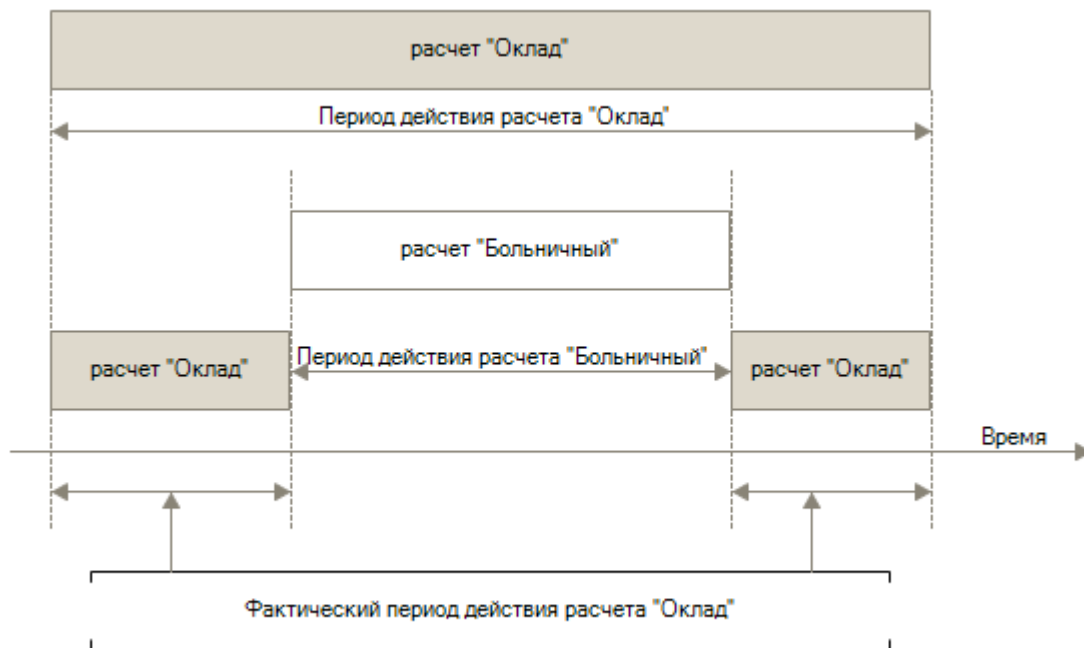 расчет "Оклад"
Период действия расчета "Оклад"
расчет "Больничный"
расчет "Оклад"
Период действия расчета "Больничный"
расчет "Оклад"
Время
Фактический период действия расчета "Оклад"